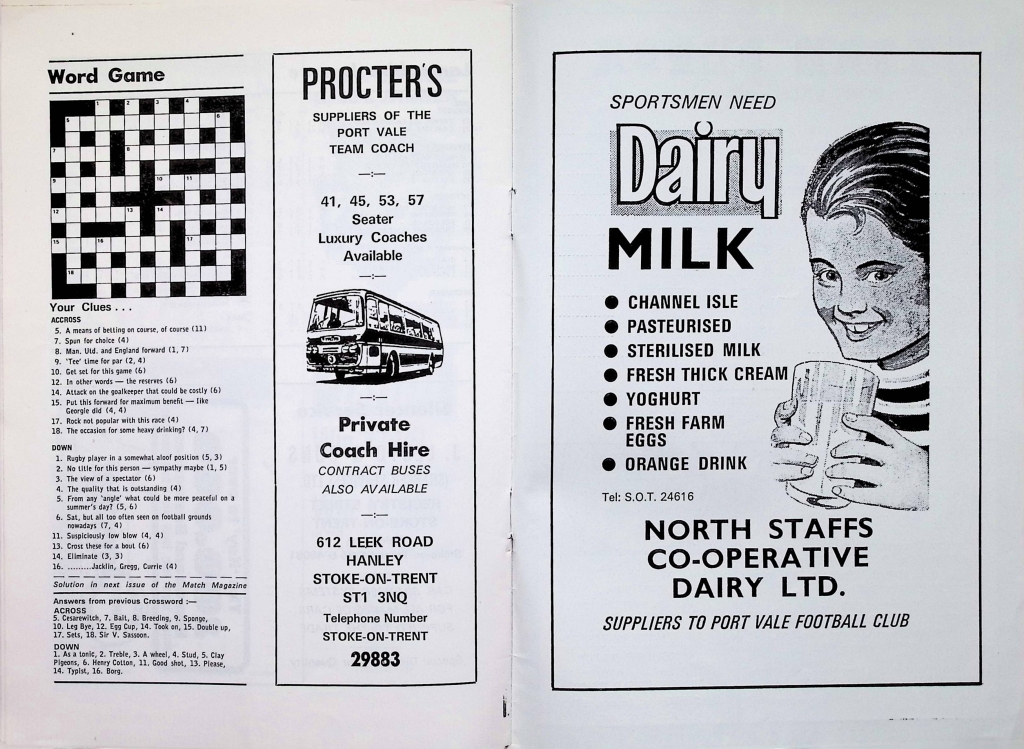 Word Game
Your Clues . . .
ACCROSS
5. A means of betting on course, of course (11)
7. Spun for choice (4)
8. Man. Utd. and England forward (1, 7)
9. 'Tee' time for par (2, 4)
10. Get set for this game (6)
12. In other words — the reserves (6)
14. Attack on the goalkeeper that could be costly (6)
15. Put this forward for maximum benefit — like
Georgie did (4, 4)
17. Rock not popular with this race (4)
18. The occasion for some heavy drinking? (4, 7)
DOWN
1. Rugby player in a somewhat aloof position (5, 3)
2. No title for this person — sympathy maybe (1, 5)
3. The view of a spectator (6)
4. The quality that is outstanding (4)
5. From any 'angle' what could be more peaceful on a
summer's day? (5, 6)
6. Sat, but all too often seen on football grounds
nowadays (7, 4)
11. Suspiciously low blow (4, 4)
13. Cross these for a bout (6)
14. Eliminate (3, 3)
16. .........Jacklin, Gregg, Currie (4)
Solution in next issue of the Match Magazine
Answers from previous Crossword :—
ACROSS
5. Cesarewitch, 7. Bait, 8. Breeding, 9. Sponge,
10. Leg Bye, 12. Egg Cup, 14. Took on, 15. Double up,
17. Sets, 18. Sir V. Sassoon.
DOWN
1. As a tonic, 2. Treble, 3. A wheel, 4. Stud, 5. Clay
Pigeons, 6. Henry Cotton, 11. Good shot, 13. Please,
14. Typist, 16. Borg.
PROCTER'S
SUPPLIERS OF THE
PORT VALE
TEAM COACH
41, 45, 53, 57
Seater
Luxury Coaches
Available
Private
Coach Hire
CONTRACT BUSES
ALSO AVAILABLE
612 LEEK ROAD
HANLEY
STOKE-ON-TRENT
ST1 3NQ
Telephone Number
STOKE-ON-TRENT
29883
SPORTSMEN NEED
Dairy
MILK
● CHANNEL ISLE
● PASTEURISED
● STERILISED MILK
● FRESH THICK CREAM
● YOGHURT
● FRESH FARM
EGGS
● ORANGE DRINK
Tel: S.O.T. 24616
NORTH STAFFS
CO-OPERATIVE
DAIRY LTD.
SUPPLIERS TO PORT VALE FOOTBALL CLUB